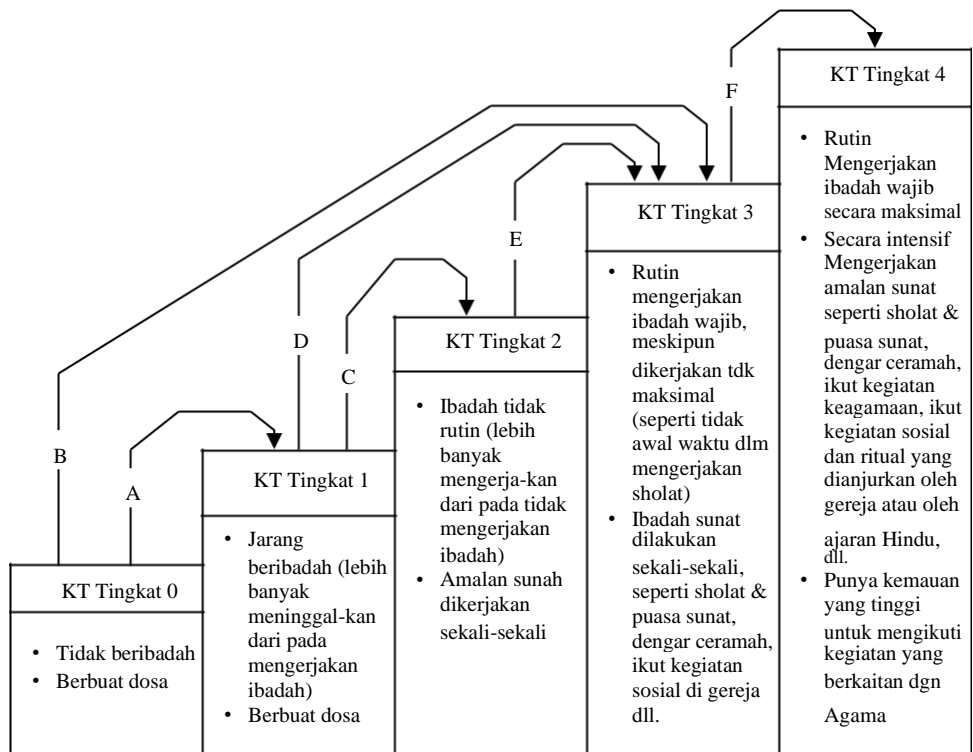 B
A
D
C
E
F
KT Tingkat 0
• Tidak beribadah
• Berbuat dosa
KT Tingkat 1
• Jarang
beribadah (lebih
banyak
meninggal-kan
dari pada
mengerjakan
ibadah)
• Berbuat dosa
KT Tingkat 2
• Ibadah tidak
rutin (lebih
banyak
mengerja-kan
dari pada tidak
mengerjakan
ibadah)
• Amalan sunah
dikerjakan
sekali-sekali
KT Tingkat 3
• Rutin
mengerjakan
ibadah wajib,
meskipun
dikerjakan tdk
maksimal
(seperti tidak
awal waktu dlm
mengerjakan
sholat)
• Ibadah sunat
dilakukan
sekali-sekali,
seperti sholat &
puasa sunat,
dengar ceramah,
ikut kegiatan
sosial di gereja
dll.
KT Tingkat 4
• Rutin
Mengerjakan
ibadah wajib
secara maksimal
• Secara intensif
Mengerjakan
amalan sunat
seperti sholat &
puasa sunat,
dengar ceramah,
ikut kegiatan
keagamaan, ikut
kegiatan sosial
dan ritual yang
dianjurkan oleh
gereja atau oleh
ajaran Hindu,
dll.
• Punya kemauan
yang tinggi
untuk mengikuti
kegiatan yang
berkaitan dgn
Agama